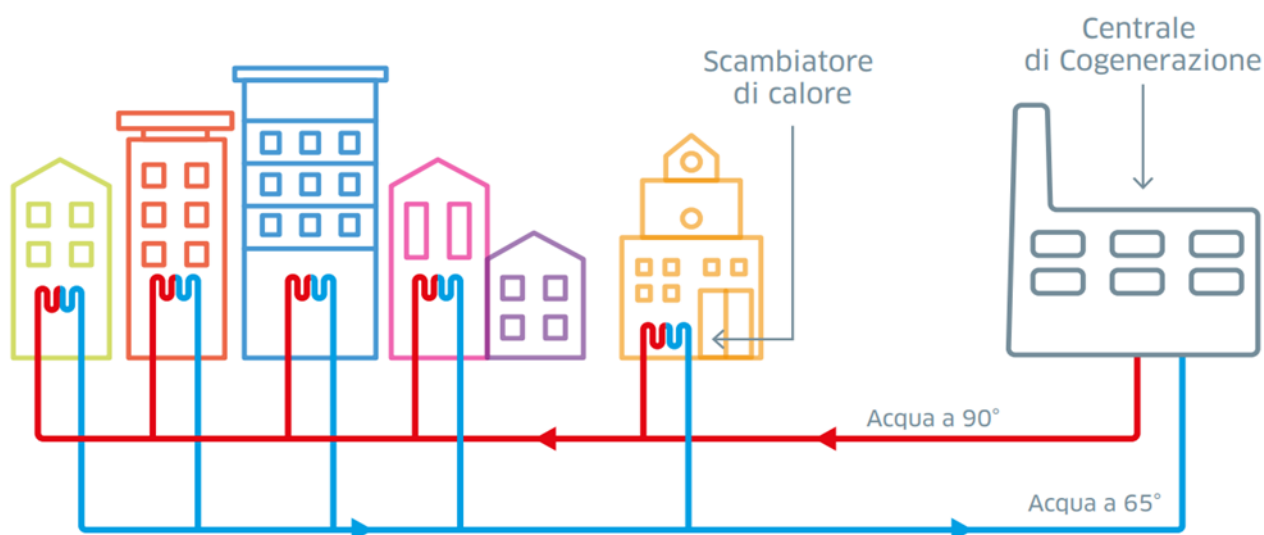 Scambiatore
di calore
Centrale
di Cogenerazione
Acqua a 90°
Acqua a 65°